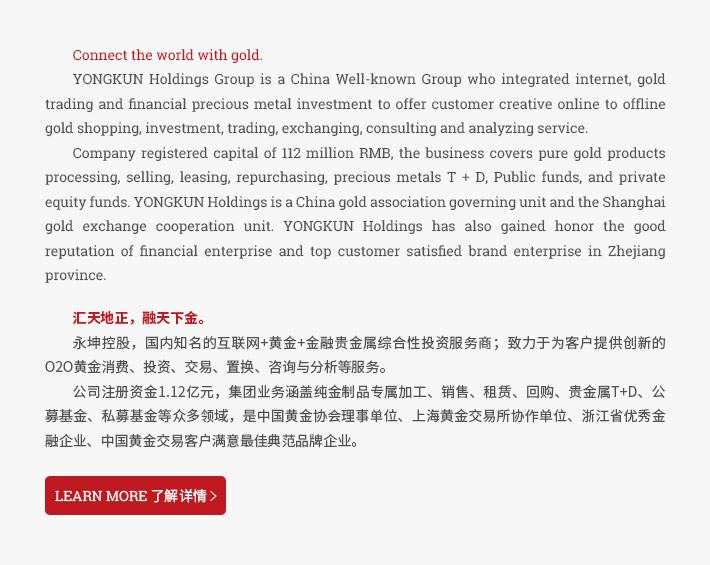 Connect the world with gold.
YONGKUN Holdings Group is a China Well-known Group who integrated internet, gold
trading and financial precious metal investment to offer customer creative online to offline
gold shopping, investment, trading, exchanging, consulting and analyzing service.
Company registered capital of 112 million RMB, the business covers pure gold products
processing, selling, leasing, repurchasing, precious metals T + D, Public funds, and private
equity funds. YONGKUN Holdings is a China gold association governing unit and the Shanghai
gold exchange cooperation unit. YONGKUN Holdings has also gained honor the good
reputation of financial enterprise and top customer satisfied brand enterprise in Zhejiang
province.
汇天地正，融天下金。
永坤控股，国内知名的互联网+黄金+金融贵金属综合性投资服务商；致力于为客户提供创新的
O2O黄金消费、投资、交易、置换、咨询与分析等服务。
公司注册资金1.12亿元，集团业务涵盖纯金制品专属加工、销售、租赁、回购、贵金属T+D、公
募基金、私募基金等众多领域，是中国黄金协会理事单位、上海黄金交易所协作单位、浙江省优秀金
融企业、中国黄金交易客户满意最佳典范品牌企业。
LEARN MORE 了解详情 >